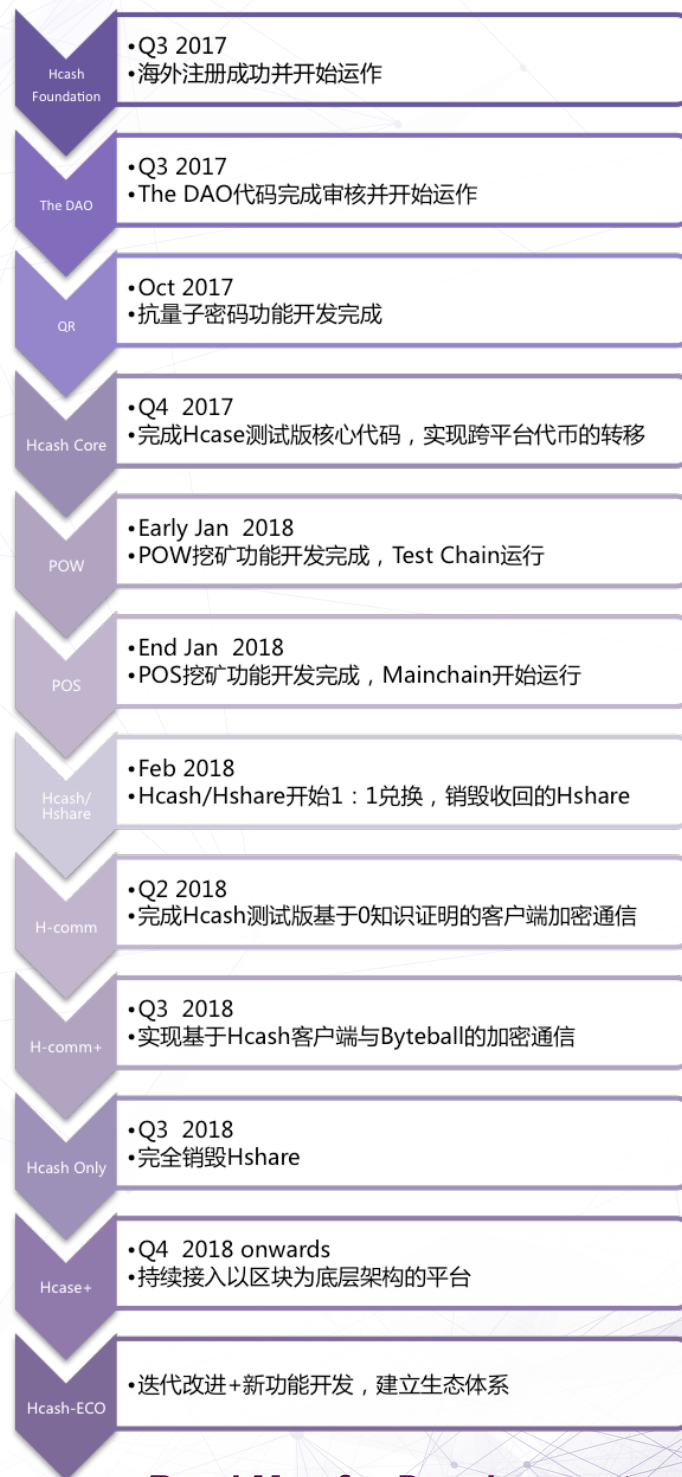 Hcash
Foundation
•Q3 2017
•海外注册成功并开始运作
The DAO
•Q3 2017
•The DAO代码完成审核并开始运作
QR
•Oct 2017
•抗量子密码功能开发完成
Hcash Core
•Q4 2017
•完成Hcase测试版核心代码，实现跨平台代币的转移
POW
•Early Jan 2018
•POW挖矿功能开发完成，Test Chain运行
POS
•End Jan 2018
•POS挖矿功能开发完成，Mainchain开始运行
Hcash/
Hshare
•Feb 2018
•Hcash/Hshare开始1：1兑换，销毁收回的Hshare
H-comm
•Q2 2018
•完成Hcash测试版基于0知识证明的客户端加密通信
H-comm+
•Q3 2018
•实现基于Hcash客户端与Byteball的加密通信
Hcash Only
•Q3 2018
•完全销毁Hshare
Hcase+
•Q4 2018 onwards
•持续接入以区块为底层架构的平台
Hcash-ECO
•迭代改进+新功能开发，建立生态体系